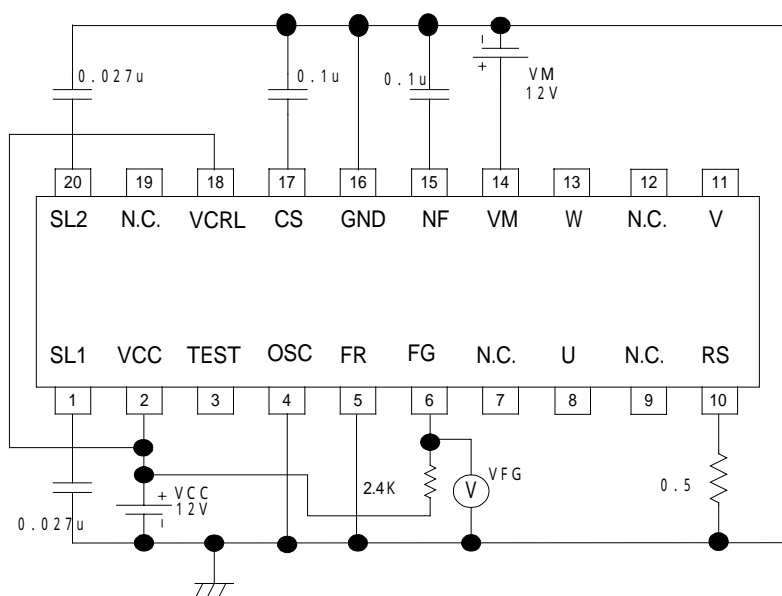 0.027u
0.1u
0.1u
- + VM
12V
20 19 18 17 16 15 14 13 12 11
SL2 N.C. VCRL CS GND NF VM W N.C. V
SL1 VCC TEST OSC FR FG N.C. U N.C. RS
1 2 3 4 5 6 7 8 9 10
0.027u
+ - VCC
12V
2.4K
V
VFG
0.5